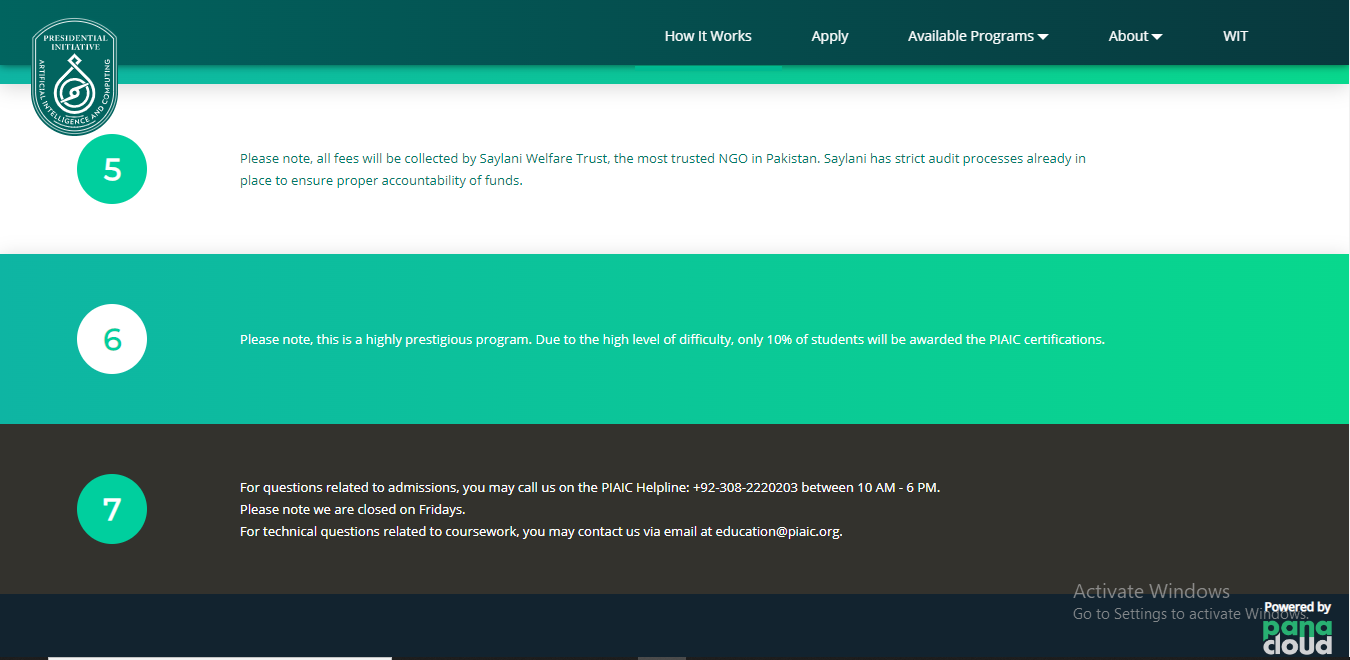 How It Works Apply Available Programs About WIT
PRESIDENTIAL
INITIATIVE
ARTIFICIAL INTELLIGENCE AND COMPUTING
5
Please note, all fees will be collected by Saylani Welfare Trust, the most trusted NGO in Pakistan. Saylani has strict audit processes already in
place to ensure proper accountability of funds.
6
Please note, this is a highly prestigious program. Due to the high level of difficulty, only 10% of students will be awarded the PIAIC certifications.
7
For questions related to admissions, you may call us on the PIAIC Helpline: +92-308-2220203 between 10 AM - 6 PM.
Please note we are closed on Fridays.
For technical questions related to coursework, you may contact us via email at education@piaic.org.
Activate Windows
Go to Settings to activate Windows.
Powered by
pana
cloud